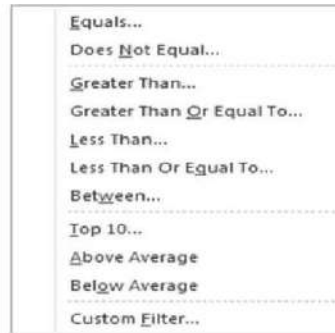 Equals...
Does Not Equal...
Greater Than...
Greater Than Or Equal To...
Less Than...
Less Than Or Equal To...
Between...
Top 10...
Above Average
Below Average
Custom Filter...